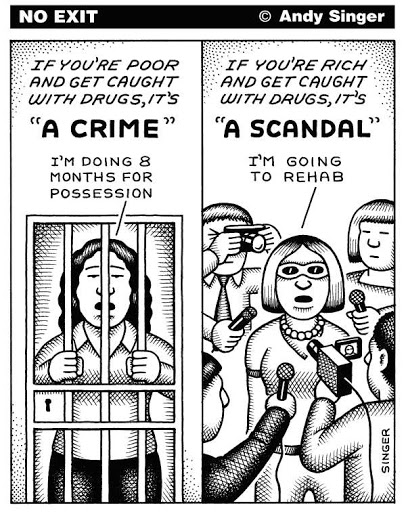 NO EXIT
© Andy Singer
IF YOU'RE POOR
AND GET CAUGHT
WITH DRUGS, IT'S
"A CRIME"
I'M DOING 8
MONTHS FOR
POSSESSION
IF YOU'RE RICH
AND GET CAUGHT
WITH DRUGS, IT'S
"A SCANDAL"
I'M GOING
TO REHAB
SINGER